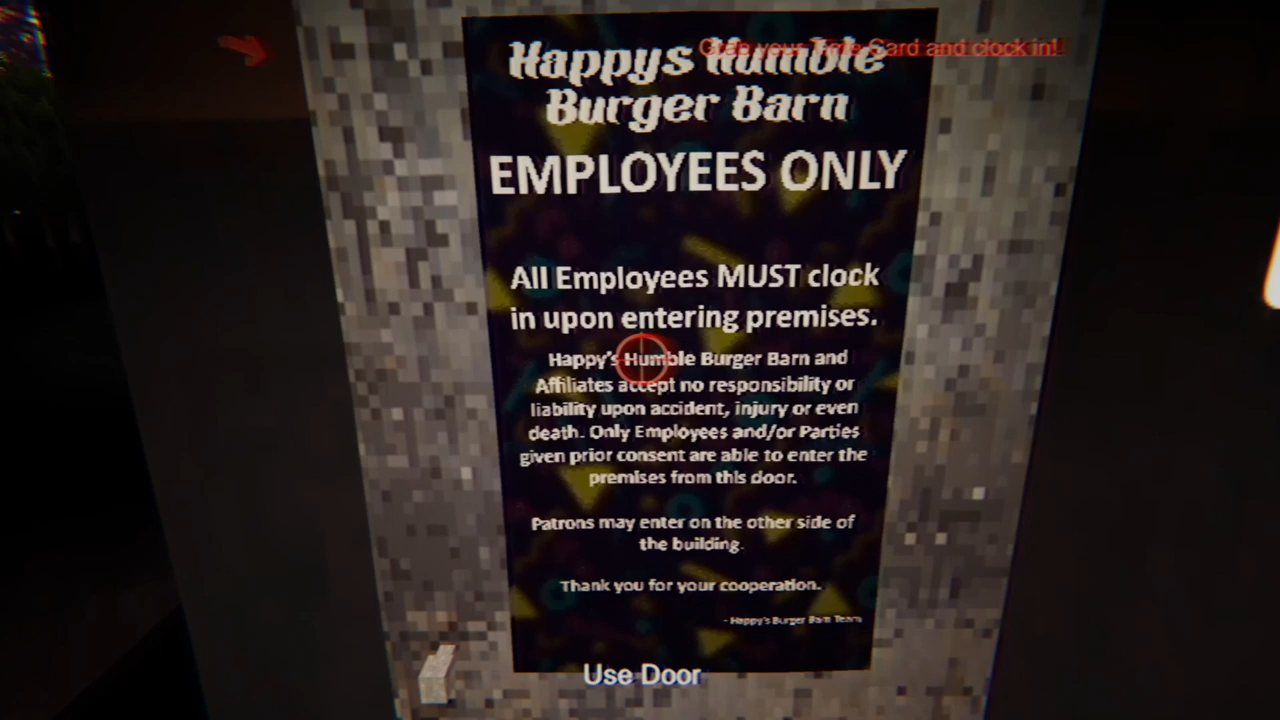 Grab your Time Card and clock in!
Happys Humble
Burger Barn
EMPLOYEES ONLY
All Employees MUST clock
in upon entering premises.
Happy's Humble Burger Barn and
Affiliates accept no responsibility or
liability upon accident, injury or even
death. Only Employees and/or Parties
given prior consent are able to enter the
premises from this door.
Patrons may enter on the other side of
the building.
Thank you for your cooperation.
- Happy's Burger Barn Team
Use Door